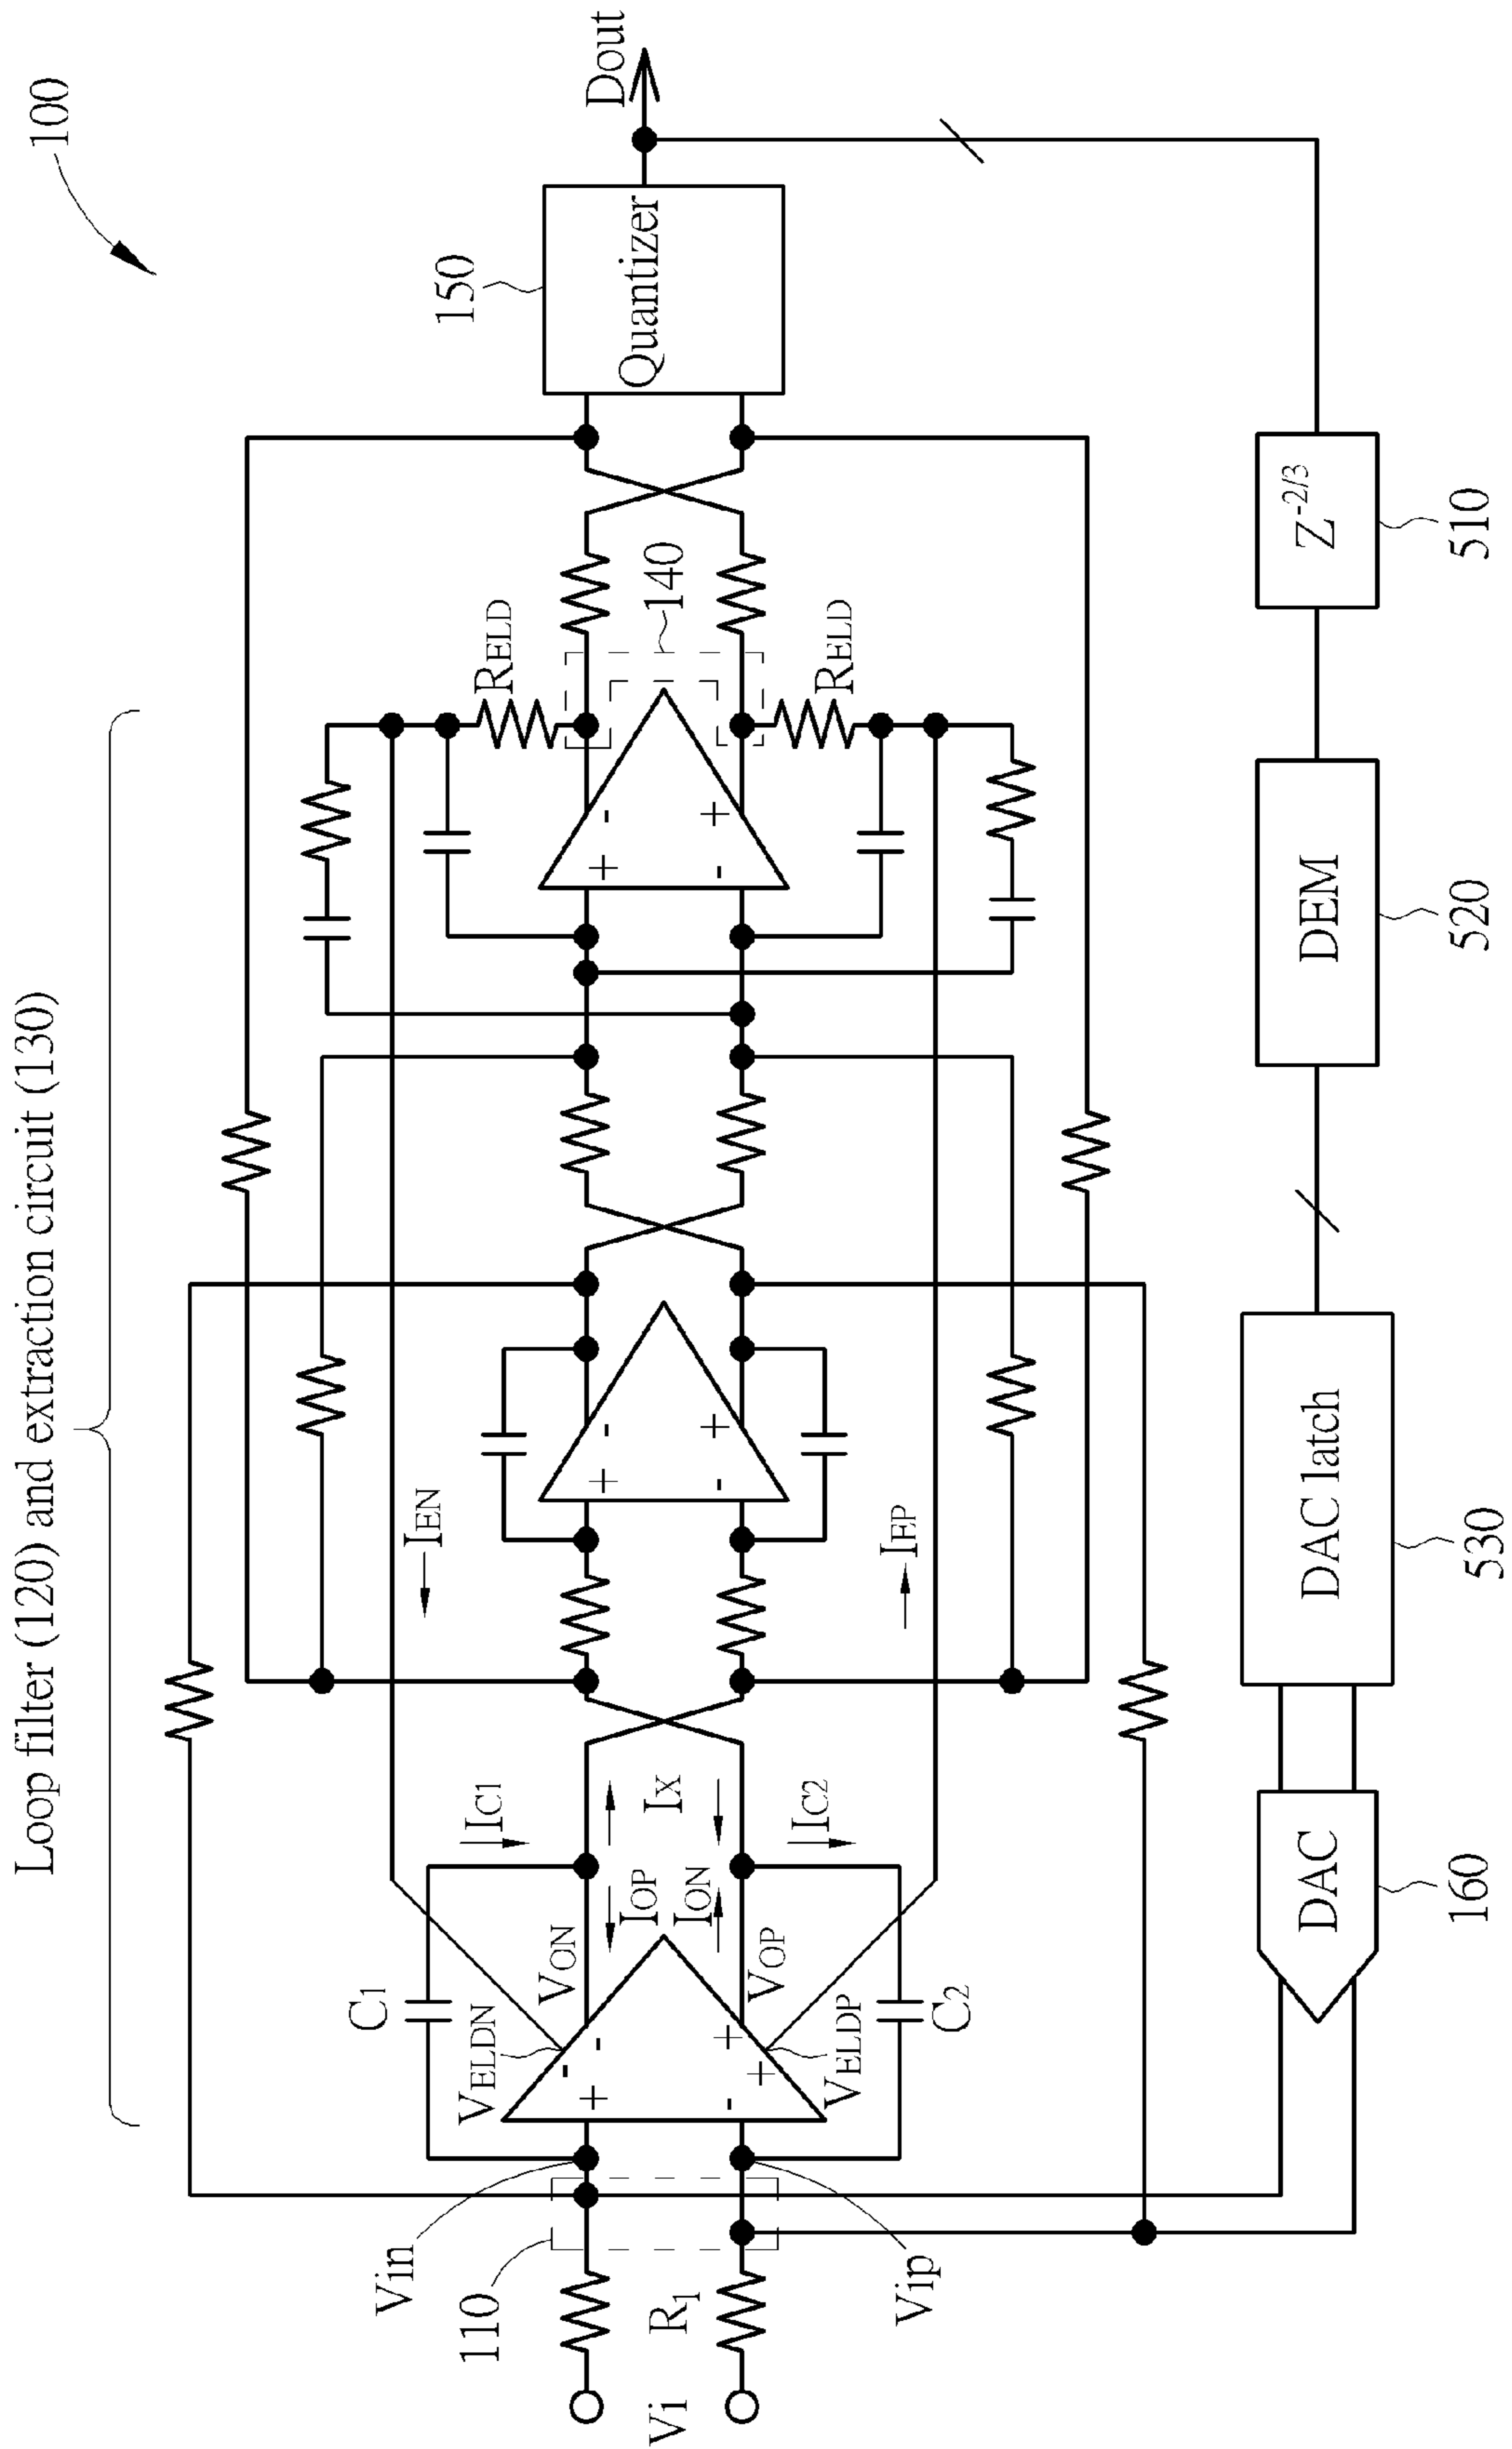 100
Loop filter (120) and extraction circuit (130)
Dout
150
Quantizer
140
RELD
RELD
+
-
-
+
IEN
IEP
+
-
-
+
IC1
IX
IC2
IOP
ION
VON
VOP
C1
C2
VELDN
VELDP
-
-
+
+
+
-
Vin
Vip
110
R1
Vi
Z-2/3
510
DEM
520
DAC latch
530
DAC
160